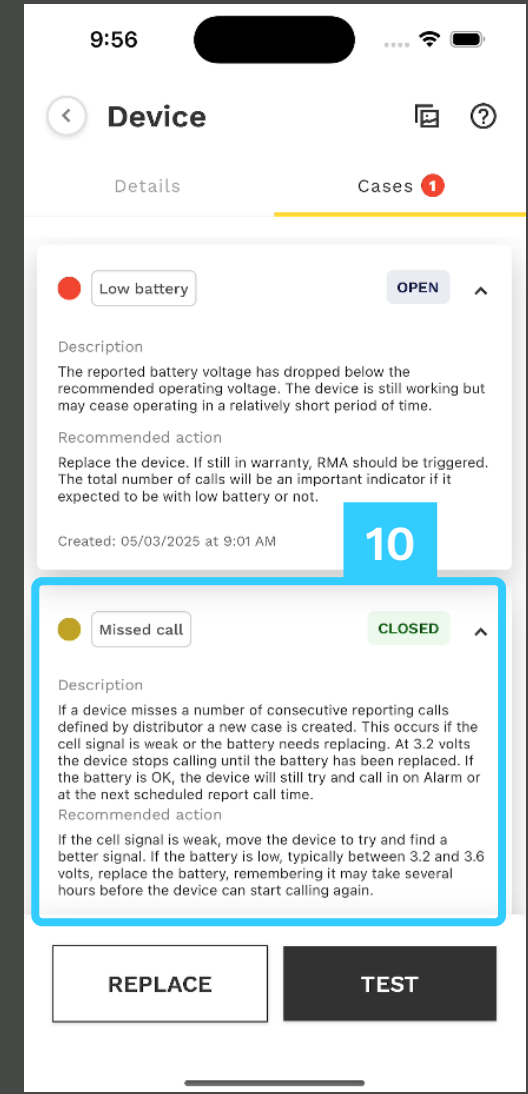 9:56
Device
Details
Cases 1
Low battery
OPEN
Description
The reported battery voltage has dropped below the
recommended operating voltage. The device is still working but
may cease operating in a relatively short period of time.
Recommended action
Replace the device. If still in warranty, RMA should be triggered.
The total number of calls will be an important indicator if it
expected to be with low battery or not.
Created: 05/03/2025 at 9:01 AM
10
Missed call
CLOSED
Description
If a device misses a number of consecutive reporting calls
defined by distributor a new case is created. This occurs if the
cell signal is weak or the battery needs replacing. At 3.2 volts
the device stops calling until the battery has been replaced. If
the battery is OK, the device will still try and call in on Alarm or
at the next scheduled report call time.
Recommended action
If the cell signal is weak, move the device to try and find a
better signal. If the battery is low, typically between 3.2 and 3.6
volts, replace the battery, remembering it may take several
hours before the device can start calling again.
REPLACE
TEST